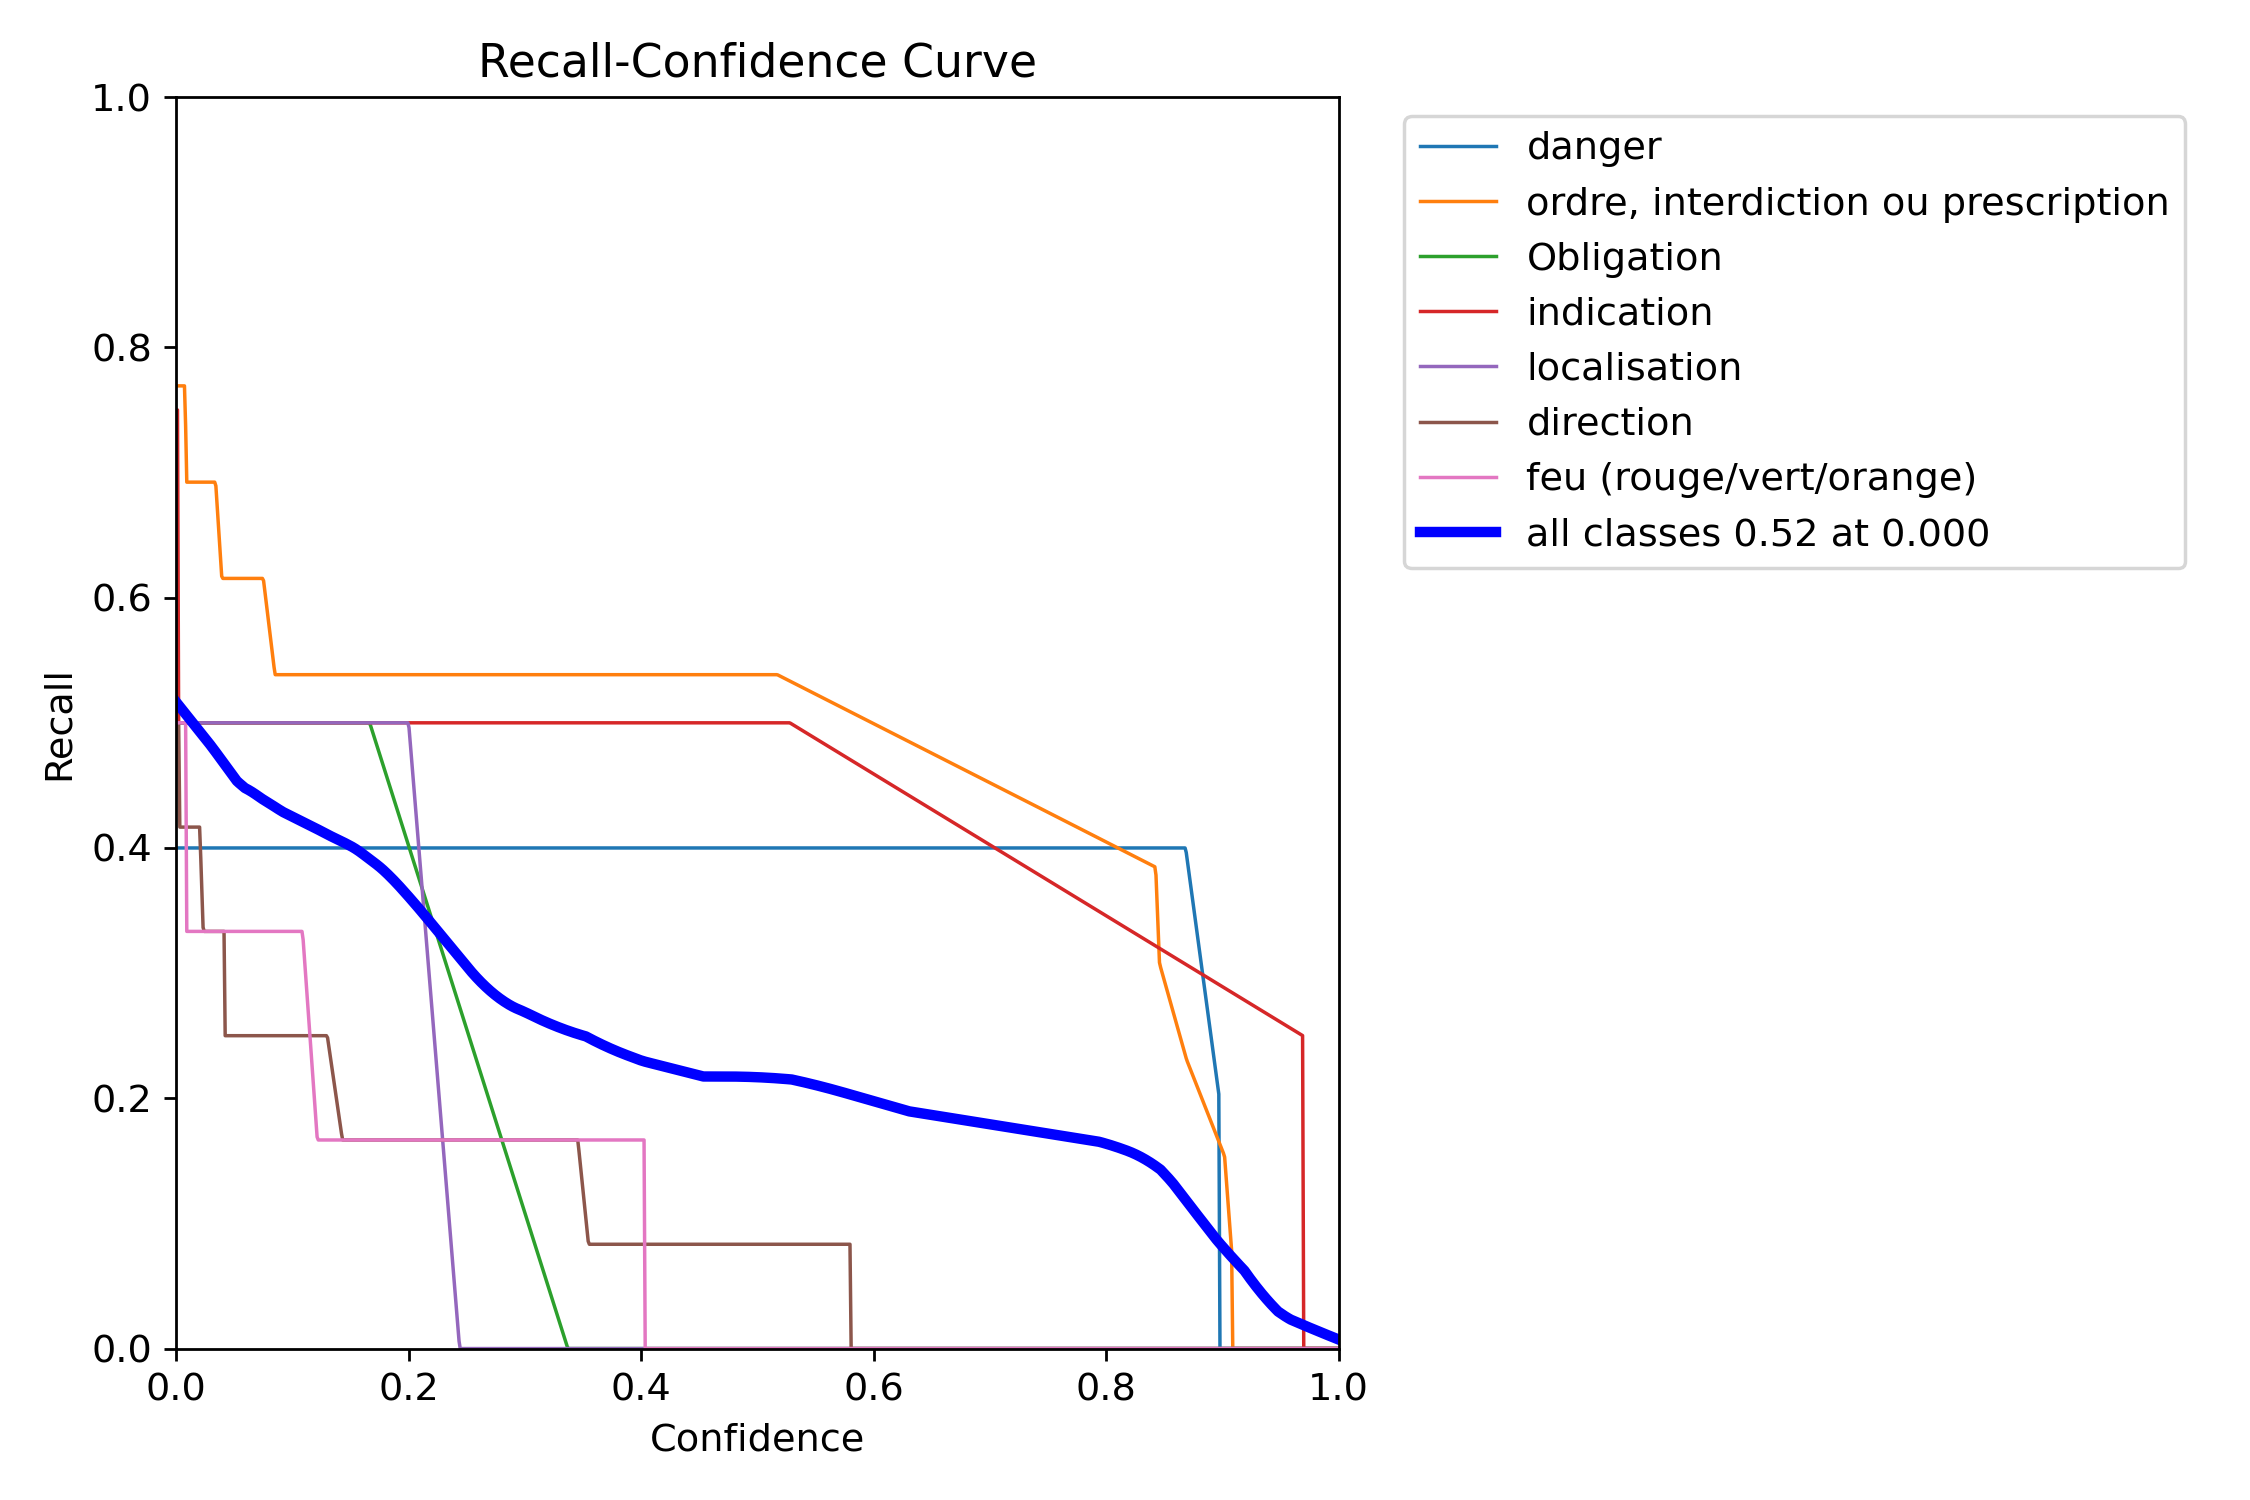 Recall-Confidence Curve
1.0
0.8
0.6
0.4
0.2
0.0
Recall
0.0 0.2 0.4 0.6 0.8 1.0
Confidence
danger
ordre, interdiction ou prescription
Obligation
indication
localisation
direction
feu (rouge/vert/orange)
all classes 0.52 at 0.000